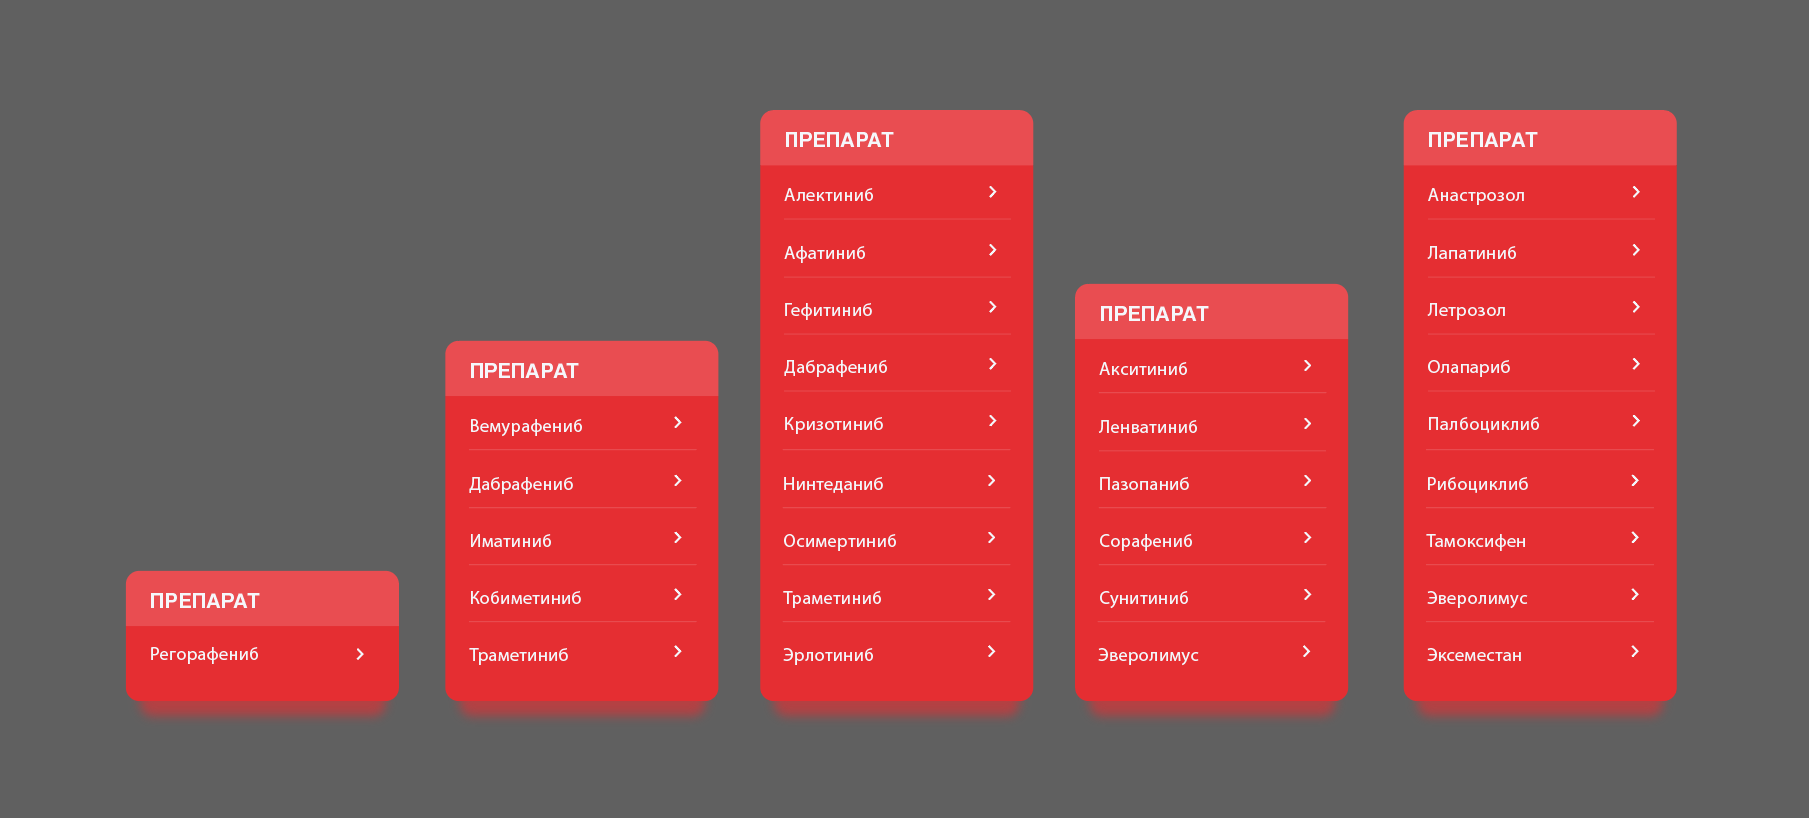 ПРЕПАРАТ
Регорафениб
ПРЕПАРАТ
Вемурафениб
Дабрафениб
Иматиниб
Кобиметиниб
Траметиниб
ПРЕПАРАТ
Алектиниб
Афатиниб
Гефитиниб
Дабрафениб
Кризотиниб
Нинтеданиб
Осимертиниб
Траметиниб
Эрлотиниб
ПРЕПАРАТ
Акситиниб
Ленватиниб
Пазопаниб
Сорафениб
Сунитиниб
Эверолимус
ПРЕПАРАТ
Анастрозол
Лапатиниб
Летрозол
Олапариб
Палбоциклиб
Рибоциклиб
Тамоксифен
Эверолимус
Эксеместан